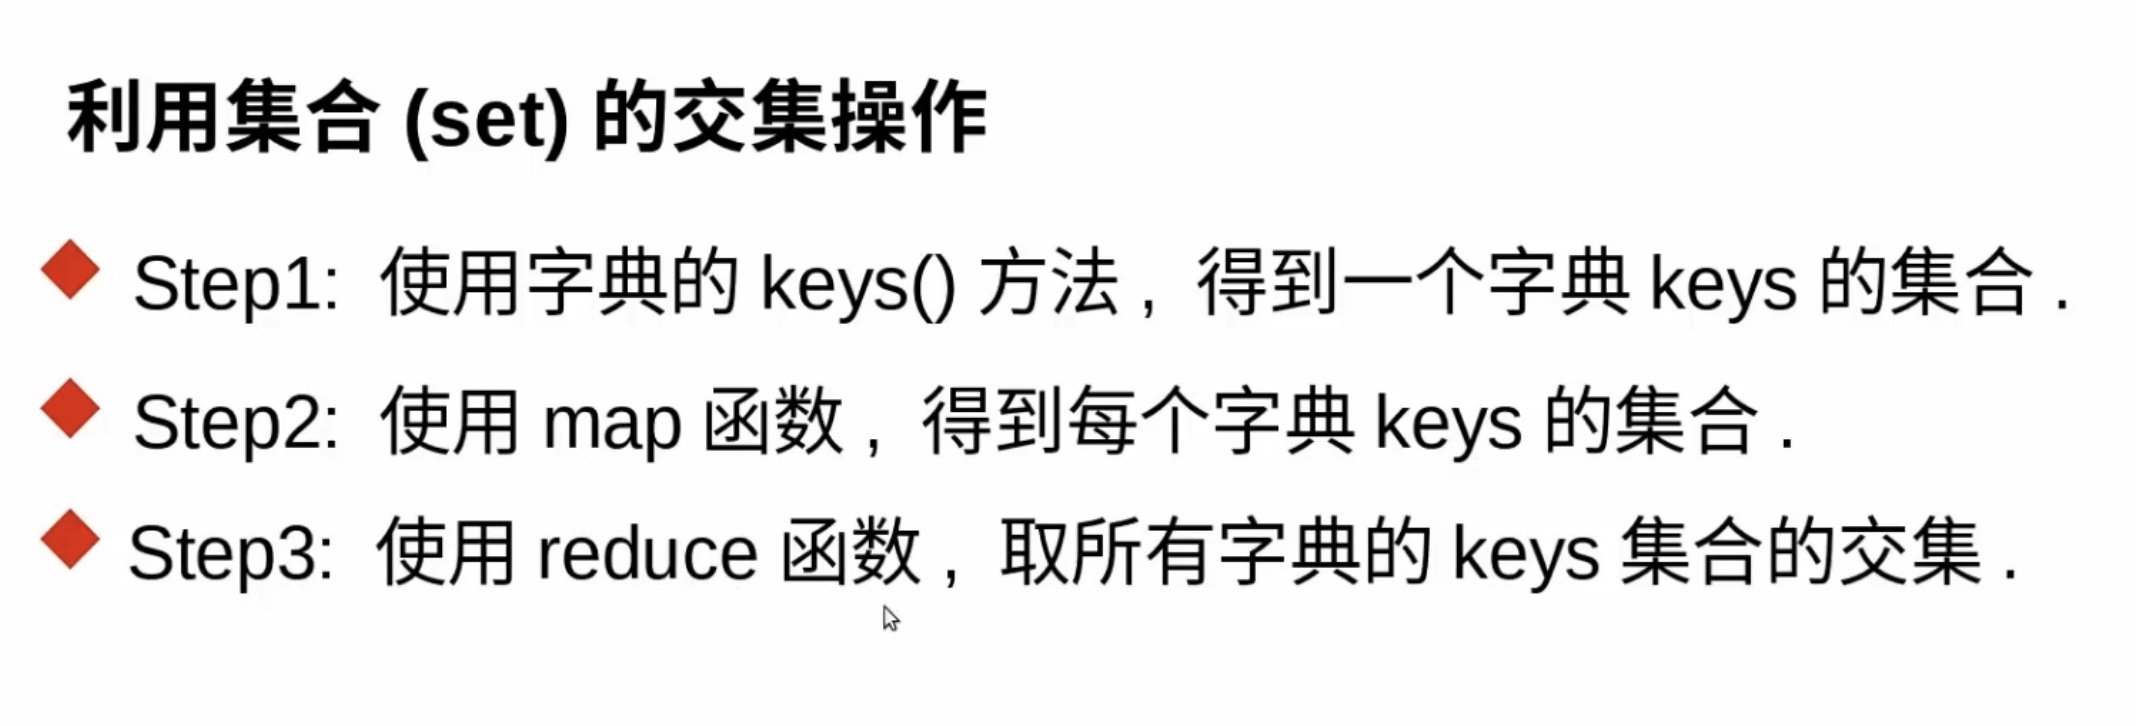 利用集合 (set) 的交集操作
Step1: 使用字典的 keys() 方法 , 得到一个字典 keys 的集合 .
Step2: 使用 map 函数 , 得到每个字典 keys 的集合 .
Step3: 使用 reduce 函数 , 取所有字典的 keys 集合的交集 .